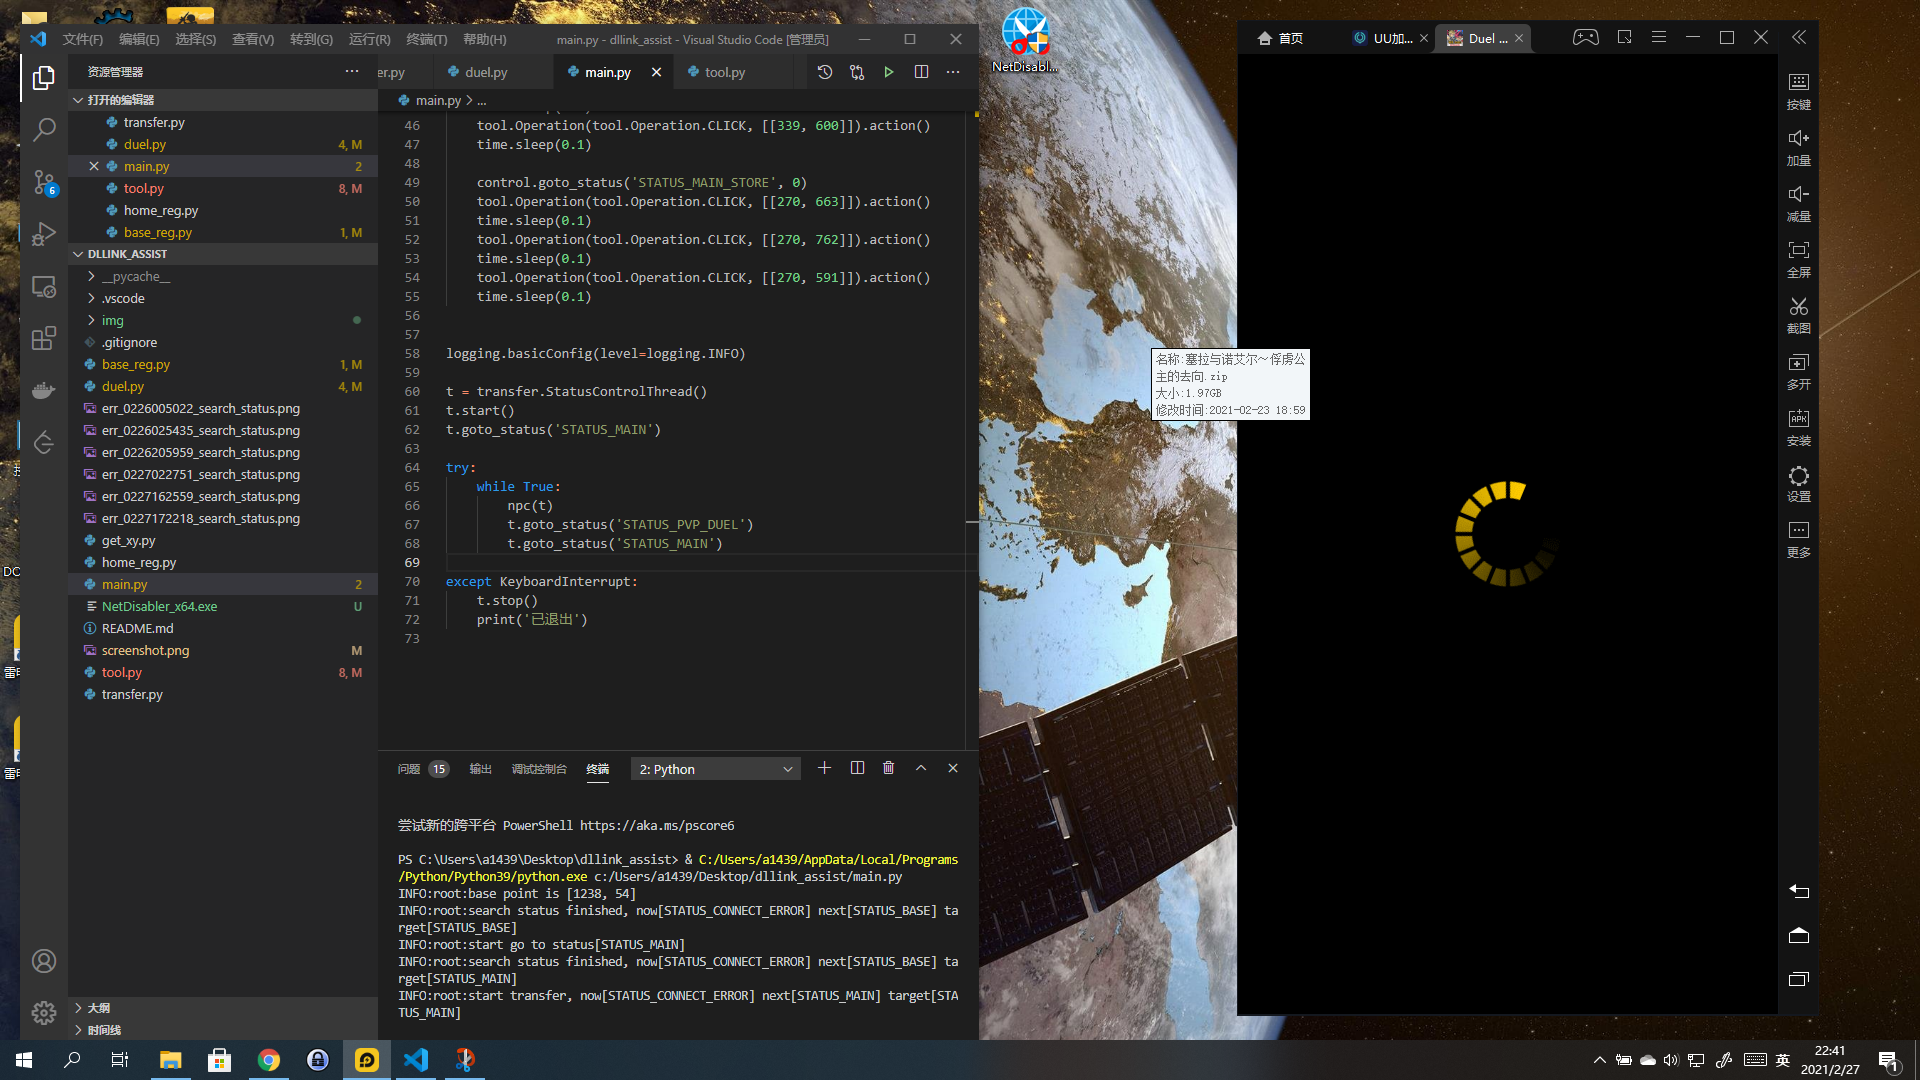 文件(F) 编辑(E) 选择(S) 查看(V) 转到(G) 运行(R) 终端(T) 帮助(H)
main.py - dllink_assist - Visual Studio Code [管理员]
资源管理器
打开的编辑器
transfer.py
duel.py 4, M
main.py 2
tool.py 8, M
home_reg.py
base_reg.py 1, M
DLLINK_ASSIST
__pycache__
.vscode
img
.gitignore
base_reg.py 1, M
duel.py 4, M
err_0226005022_search_status.png
err_0226025435_search_status.png
err_0226205959_search_status.png
err_0227022751_search_status.png
err_0227162559_search_status.png
err_0227172218_search_status.png
get_xy.py
home_reg.py
main.py 2
NetDisabler_x64.exe U
README.md
screenshot.png M
tool.py 8, M
transfer.py
大纲
时间线
6
er.py duel.py main.py tool.py
main.py > ...
46 tool.Operation(tool.Operation.CLICK, [[339, 600]]).action()
47 time.sleep(0.1)
48
49 control.goto_status('STATUS_MAIN_STORE', 0)
50 tool.Operation(tool.Operation.CLICK, [[270, 663]]).action()
51 time.sleep(0.1)
52 tool.Operation(tool.Operation.CLICK, [[270, 762]]).action()
53 time.sleep(0.1)
54 tool.Operation(tool.Operation.CLICK, [[270, 591]]).action()
55 time.sleep(0.1)
56
57
58 logging.basicConfig(level=logging.INFO)
59
60 t = transfer.StatusControlThread()
61 t.start()
62 t.goto_status('STATUS_MAIN')
63
64 try:
65 while True:
66 npc(t)
67 t.goto_status('STATUS_PVP_DUEL')
68 t.goto_status('STATUS_MAIN')
69
70 except KeyboardInterrupt:
71 t.stop()
72 print('已退出')
73
问题 15 输出 调试控制台 终端 2: Python
尝试新的跨平台 PowerShell https://aka.ms/pscore6
PS C:\Users\a1439\Desktop\dllink_assist> & C:/Users/a1439/AppData/Local/Programs
/Python/Python39/python.exe c:/Users/a1439/Desktop/dllink_assist/main.py
INFO:root:base point is [1238, 54]
INFO:root:search status finished, now[STATUS_CONNECT_ERROR] next[STATUS_BASE] ta
rget[STATUS_BASE]
INFO:root:start go to status[STATUS_MAIN]
INFO:root:search status finished, now[STATUS_CONNECT_ERROR] next[STATUS_BASE] ta
rget[STATUS_MAIN]
INFO:root:start transfer, now[STATUS_CONNECT_ERROR] next[STATUS_MAIN] target[STA
TUS_MAIN]
NetDisabl...
名称:塞拉与诺艾尔～俘虏公
主的去向.zip
大小:1.97GB
修改时间:2021-02-23 18:59
首页 UU加... Duel ...
按键
加量
减量
全屏
截图
多开
APK
安装
设置
更多
DC
雷电
雷电
英
22:41
2021/2/27
1